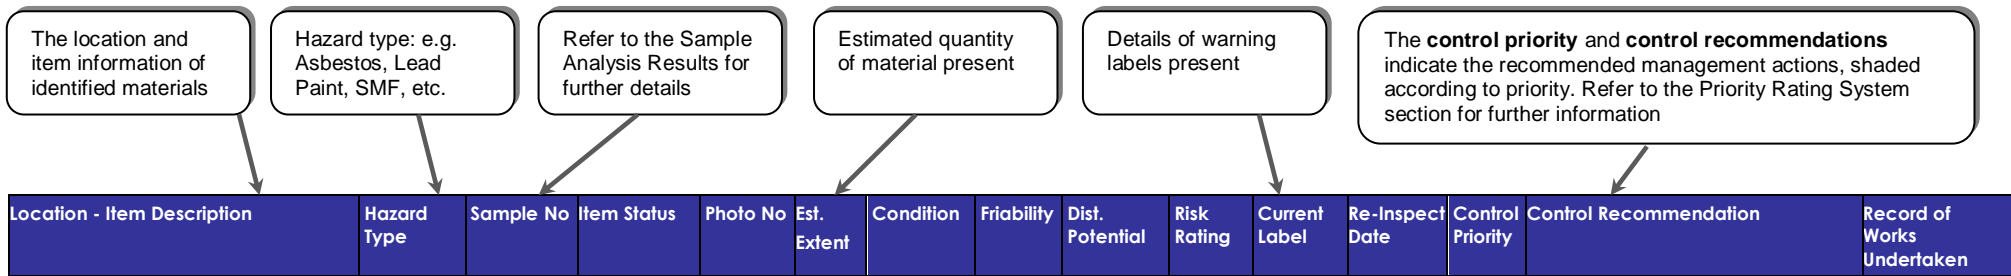 The location and
item information of
identified materials
Hazard type: e.g.
Asbestos, Lead
Paint, SMF, etc.
Refer to the Sample
Analysis Results for
further details
Estimated quantity
of material present
Details of warning
labels present
The control priority and control recommendations
indicate the recommended management actions, shaded
according to priority. Refer to the Priority Rating System
section for further information
Location - Item Description
Hazard
Type
Sample No
Item Status
Photo No
Est.
Extent
Condition
Friability
Dist.
Potential
Risk
Rating
Current
Label
Re-Inspect
Date
Control
Priority
Control Recommendation
Record of
Works
Undertaken